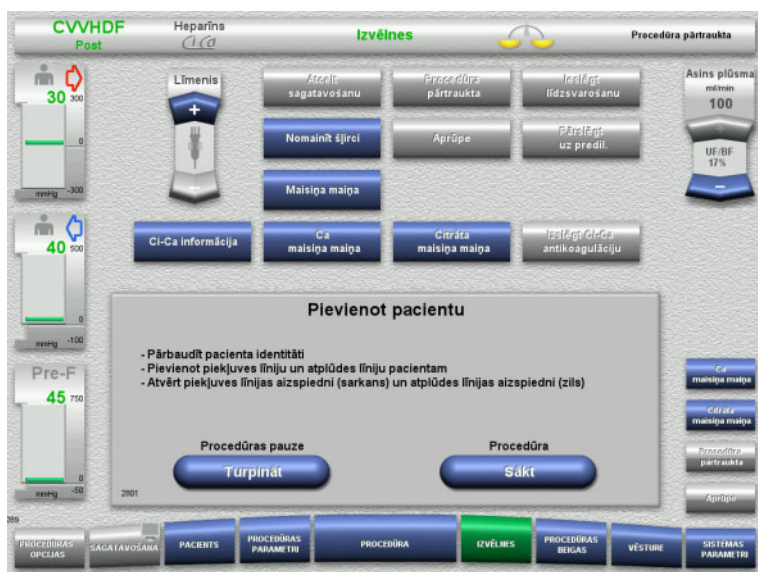 CVVHDF
Post
Heparīns
Ci Ca
Izvēlnes
Procedūra pārtraukta
30 300
0
mmHg -300
40 500
0
mmHg -100
Pre-F
45 750
0
mmHg -50
Līmenis
+
−
Atcelt
sagatavošanu
Procedūra
pārtraukta
Ieslēgt
līdzsvarošanu
Nomainīt šļirci
Aprūpe
Pārslēgt
uz predil.
Maisiņa maiņa
Ci-Ca informācija
Ca
maisiņa maiņa
Citrāta
maisiņa maiņa
Izslēgt Ci-Ca
antikoagulāciju
Asins plūsma
ml/min
100
+
UF/BF
17%
−
Pievienot pacientu
- Pārbaudīt pacienta identitāti
- Pievienot piekļuves līniju un atplūdes līniju pacientam
- Atvērt piekļuves līnijas aizspiedni (sarkans) un atplūdes līnijas aizspiedni (zils)
Procedūras pauze
Turpināt
Procedūra
Sākt
2801
Ca
maisiņa maiņa
Citrāta
maisiņa maiņa
Procedūra
pārtraukta
Aprūpe
289
PROCEDŪRAS
OPCIJAS
SAGATAVOŠANA
PACIENTS
PROCEDŪRAS
PARAMETRI
PROCEDŪRA
IZVĒLNES
PROCEDŪRAS
BEIGAS
VĒSTURE
SISTĒMAS
PARAMETRI